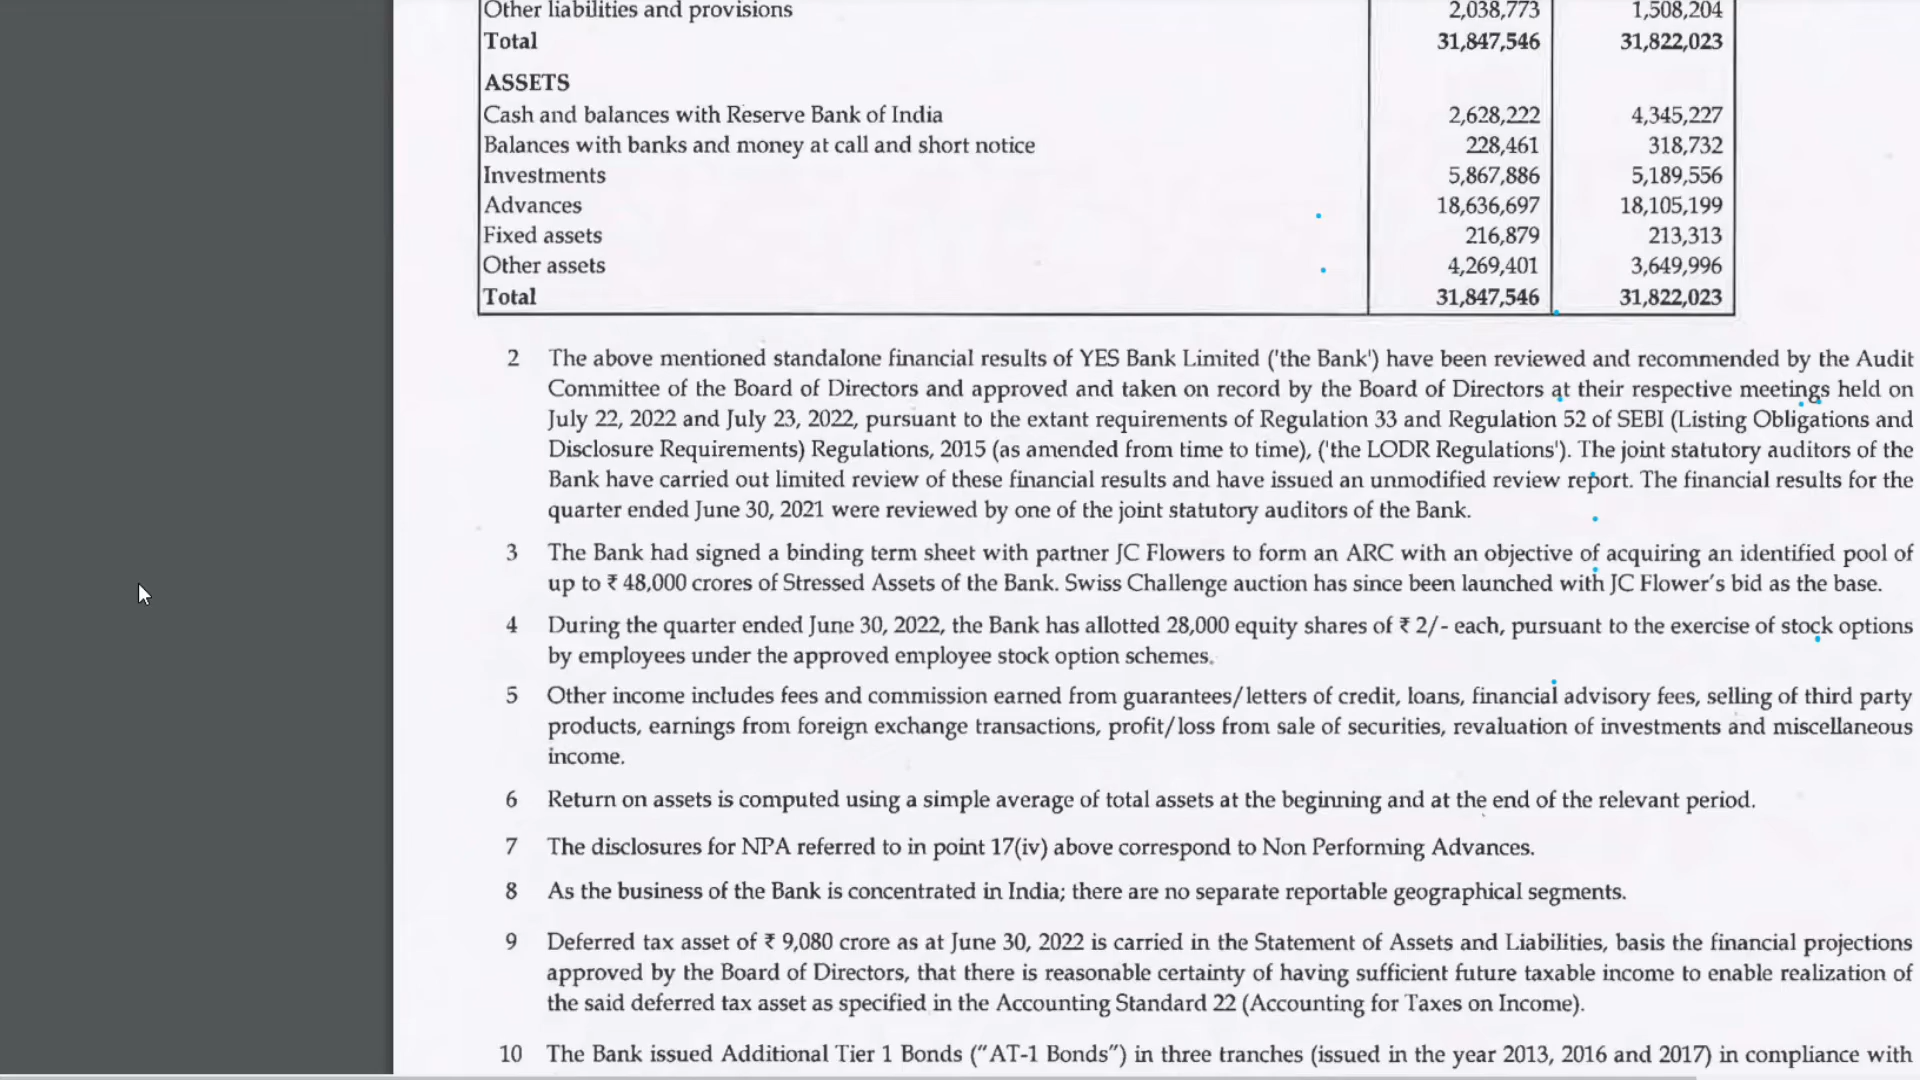 Other liabilities and provisions 2,038,773 1,508,204
Total 31,847,546 31,822,023
ASSETS
Cash and balances with Reserve Bank of India 2,628,222 4,345,227
Balances with banks and money at call and short notice 228,461 318,732
Investments 5,867,886 5,189,556
Advances 18,636,697 18,105,199
Fixed assets 216,879 213,313
Other assets 4,269,401 3,649,996
Total 31,847,546 31,822,023
2 The above mentioned standalone financial results of YES Bank Limited ('the Bank') have been reviewed and recommended by the Audit
Committee of the Board of Directors and approved and taken on record by the Board of Directors at their respective meetings held on
July 22, 2022 and July 23, 2022, pursuant to the extant requirements of Regulation 33 and Regulation 52 of SEBI (Listing Obligations and
Disclosure Requirements) Regulations, 2015 (as amended from time to time), ('the LODR Regulations'). The joint statutory auditors of the
Bank have carried out limited review of these financial results and have issued an unmodified review report. The financial results for the
quarter ended June 30, 2021 were reviewed by one of the joint statutory auditors of the Bank.
3 The Bank had signed a binding term sheet with partner JC Flowers to form an ARC with an objective of acquiring an identified pool of
up to ₹ 48,000 crores of Stressed Assets of the Bank. Swiss Challenge auction has since been launched with JC Flower's bid as the base.
4 During the quarter ended June 30, 2022, the Bank has allotted 28,000 equity shares of ₹ 2/- each, pursuant to the exercise of stock options
by employees under the approved employee stock option schemes.
5 Other income includes fees and commission earned from guarantees/letters of credit, loans, financial advisory fees, selling of third party
products, earnings from foreign exchange transactions, profit/loss from sale of securities, revaluation of investments and miscellaneous
income.
6 Return on assets is computed using a simple average of total assets at the beginning and at the end of the relevant period.
7 The disclosures for NPA referred to in point 17(iv) above correspond to Non Performing Advances.
8 As the business of the Bank is concentrated in India; there are no separate reportable geographical segments.
9 Deferred tax asset of ₹ 9,080 crore as at June 30, 2022 is carried in the Statement of Assets and Liabilities, basis the financial projections
approved by the Board of Directors, that there is reasonable certainty of having sufficient future taxable income to enable realization of
the said deferred tax asset as specified in the Accounting Standard 22 (Accounting for Taxes on Income).
10 The Bank issued Additional Tier 1 Bonds ("AT-1 Bonds") in three tranches (issued in the year 2013, 2016 and 2017) in compliance with